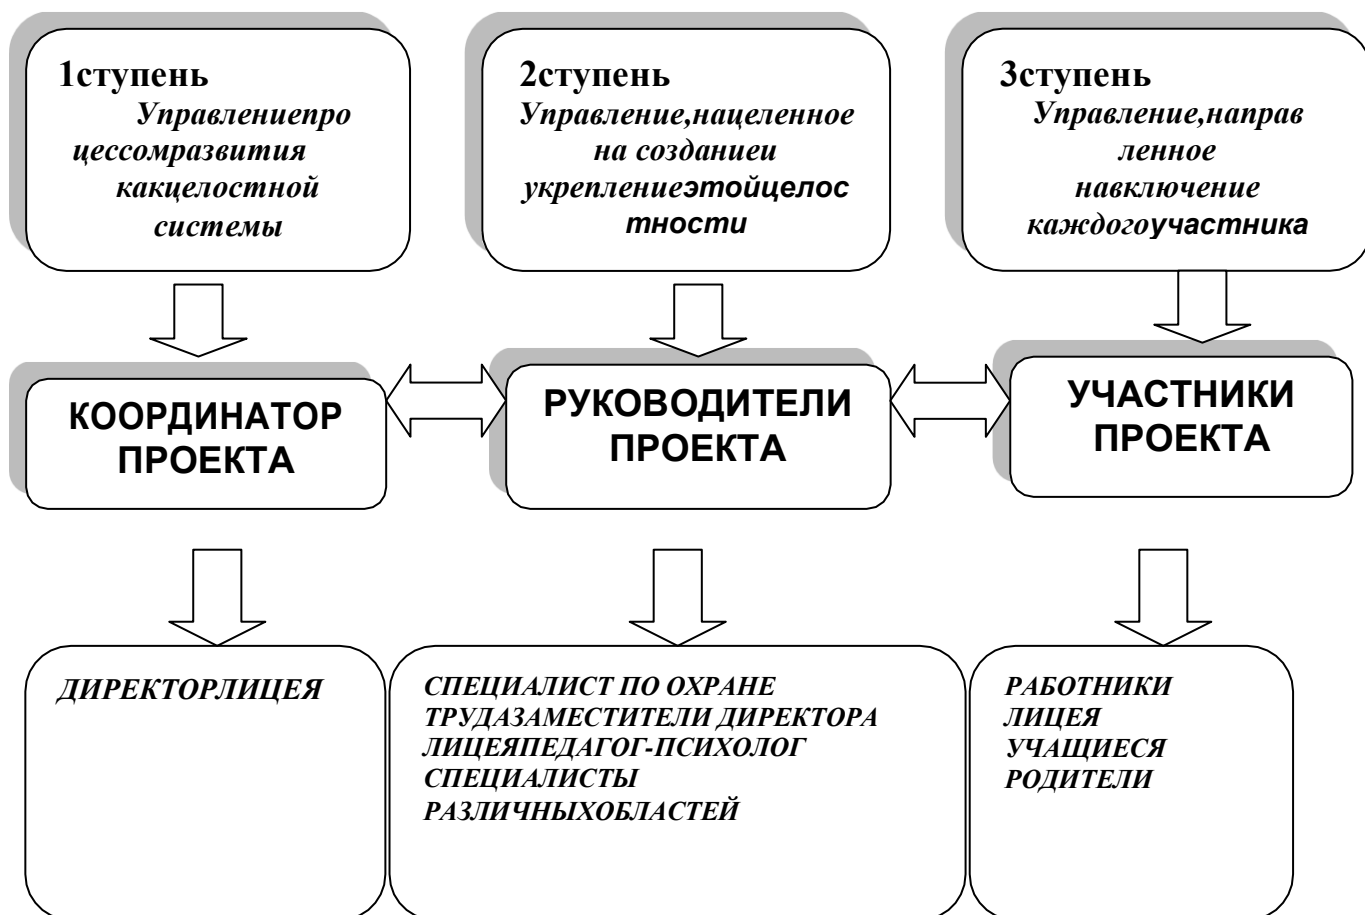 1ступень
Управлениепро
цессомразвития
какцелостной
системы
2ступень
Управление,нацеленное
на созданиеи
укреплениеэтойцелос
тности
3ступень
Управление,направ
ленное
навключение
каждогоучастника
КООРДИНАТОР
ПРОЕКТА
РУКОВОДИТЕЛИ
ПРОЕКТА
УЧАСТНИКИ
ПРОЕКТА
ДИРЕКТОРЛИЦЕЯ
СПЕЦИАЛИСТ ПО ОХРАНЕ
ТРУДАЗАМЕСТИТЕЛИ ДИРЕКТОРА
ЛИЦЕЯПЕДАГОГ-ПСИХОЛОГ
СПЕЦИАЛИСТЫ
РАЗЛИЧНЫХОБЛАСТЕЙ
РАБОТНИКИ
ЛИЦЕЯ
УЧАЩИЕСЯ
РОДИТЕЛИ